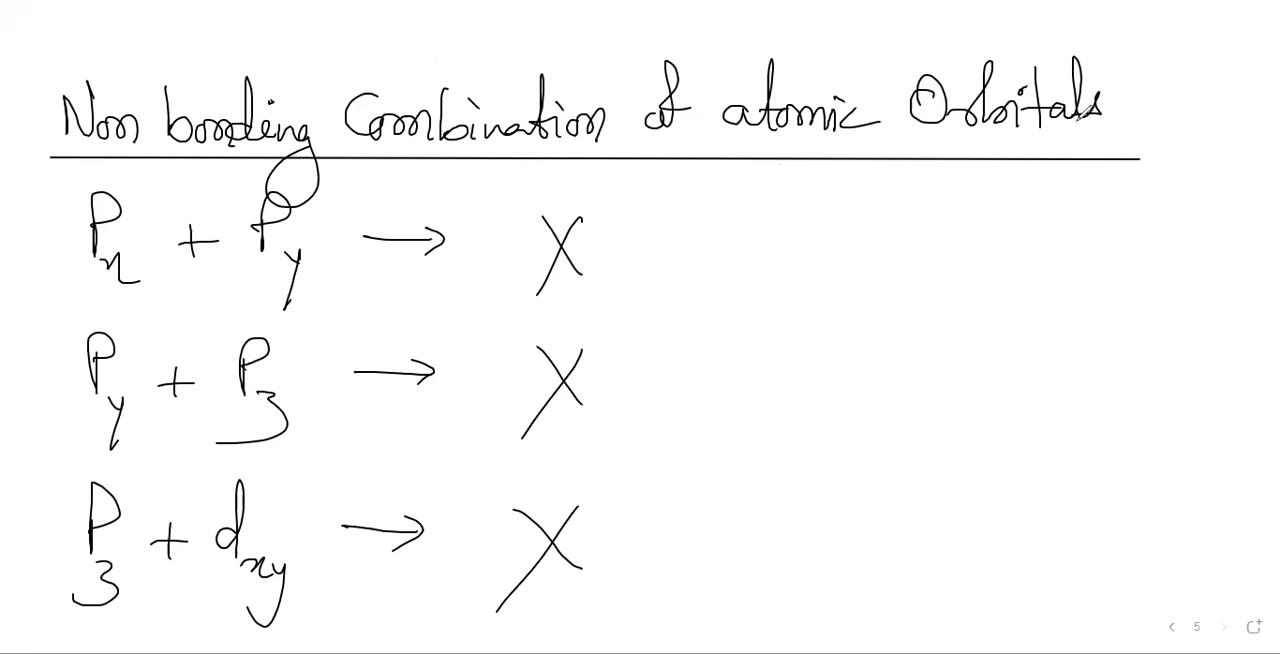 Non bonding Combination of atomic Orbitals
Px + Py → X
Py + Pz → X
Pz + dxy → X
5